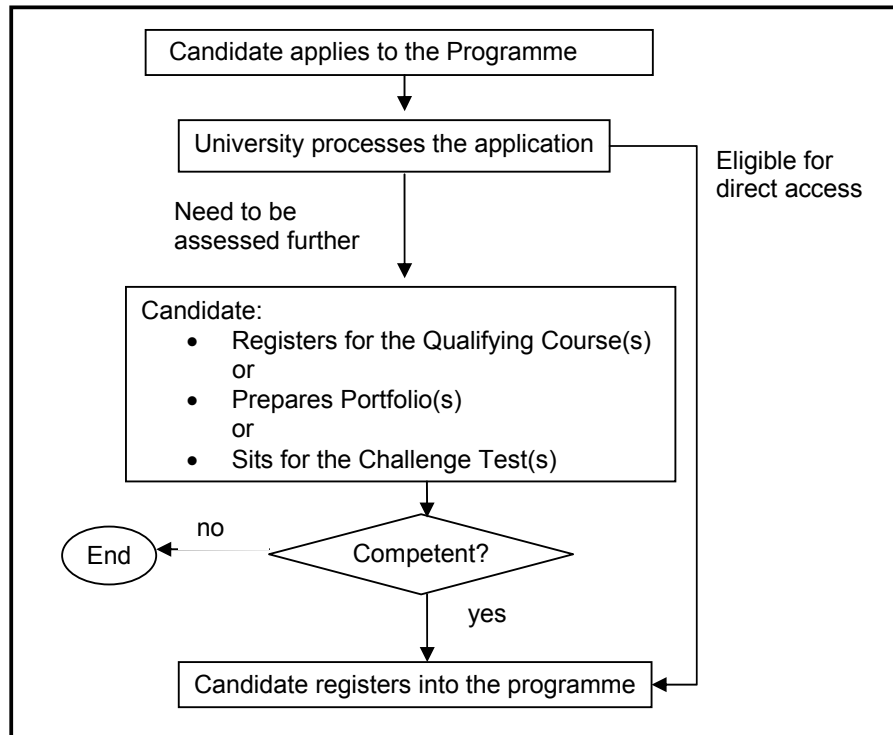 Candidate applies to the Programme
University processes the application
Eligible for
direct access
Need to be
assessed further
Candidate:
• Registers for the Qualifying Course(s)
or
• Prepares Portfolio(s)
or
• Sits for the Challenge Test(s)
no
End
Competent?
yes
Candidate registers into the programme